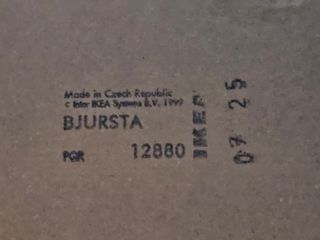 Made in Czech Republic
© Inter IKEA Systems B.V. 1999
BJURSTA
PGR 12880
IKEA
07 25